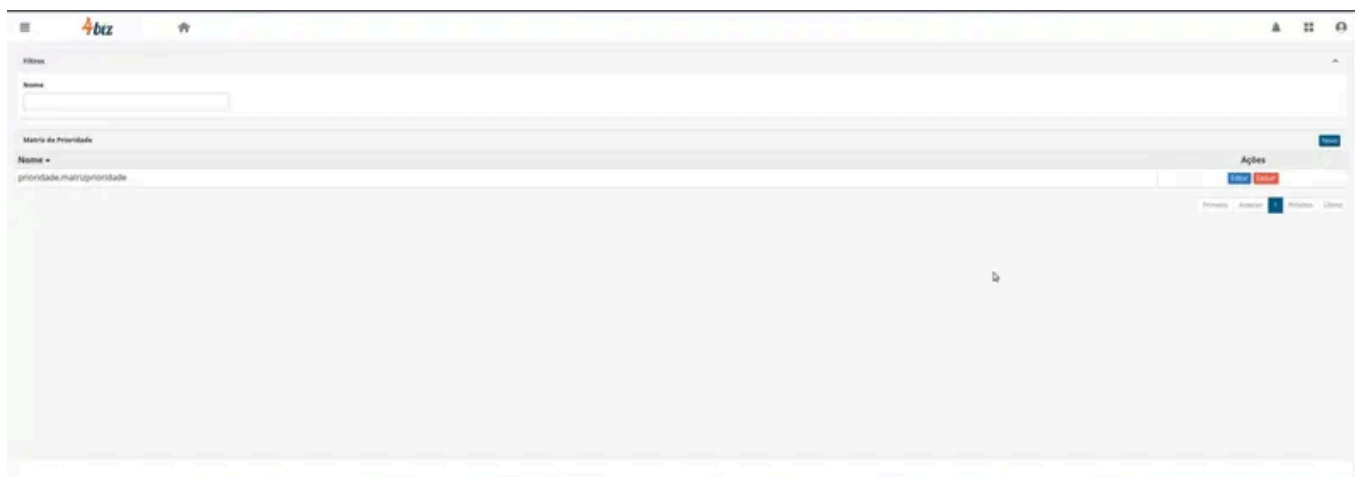 4biz
Filtros
Nome
Matriz de Prioridade
Novo
Nome
Ações
prioridade.matrizprioridade
Editar Excluir
Primeiro Anterior 1 Próximo Último